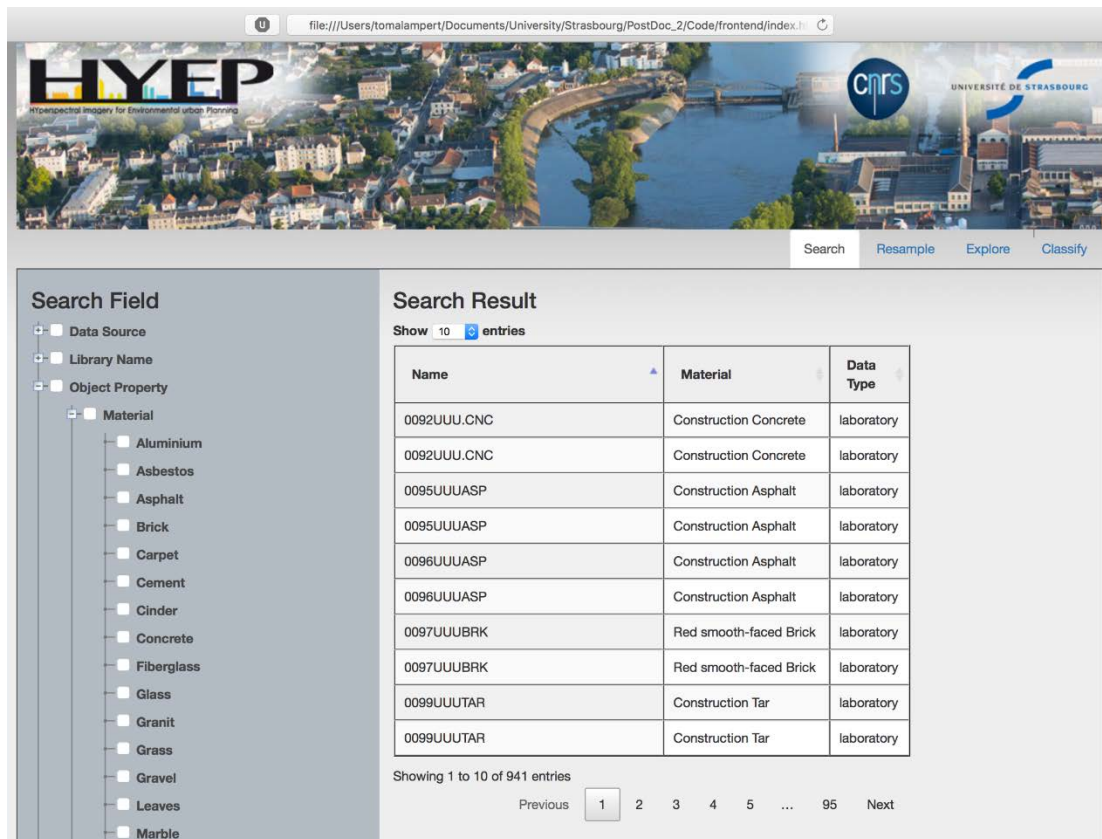 file:///Users/tomalampert/Documents/University/Strasbourg/PostDoc_2/Code/frontend/index.
HYEP
Hyperspectral imagery for Environmental urban Planning
cnrs
UNIVERSITÉ DE STRASBOURG
Search Resample Explore Classify
Search Field
Data Source
Library Name
Object Property
Material
Aluminium
Asbestos
Asphalt
Brick
Carpet
Cement
Cinder
Concrete
Fiberglass
Glass
Granit
Grass
Gravel
Leaves
Marble
Search Result
Show 10 entries
Name Material Data Type
0092UUU.CNC Construction Concrete laboratory
0092UUU.CNC Construction Concrete laboratory
0095UUUASP Construction Asphalt laboratory
0095UUUASP Construction Asphalt laboratory
0096UUUASP Construction Asphalt laboratory
0096UUUASP Construction Asphalt laboratory
0097UUUBRK Red smooth-faced Brick laboratory
0097UUUBRK Red smooth-faced Brick laboratory
0099UUUTAR Construction Tar laboratory
0099UUUTAR Construction Tar laboratory
Showing 1 to 10 of 941 entries
Previous 1 2 3 4 5 ... 95 Next